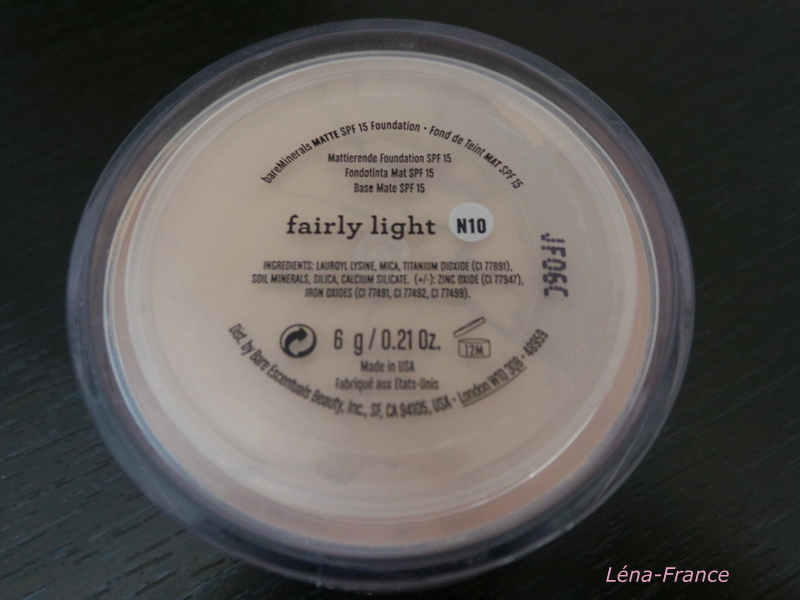 bareMinerals MATTE SPF 15 Foundation • Fond de Teint MAT SPF 15
Mattierende Foundation SPF 15
Fondotinta Mat SPF 15
Base Mate SPF 15
fairly light N10
INGREDIENTS: LAUROYL LYSINE, MICA, TITANIUM DIOXIDE (CI 77891),
SOIL MINERALS, SILICA, CALCIUM SILICATE. (+/-): ZINC OXIDE (CI 77947),
IRON OXIDES (CI 77491, CI 77492, CI 77499).
JF06C
6 g / 0.21 Oz.
12M
Made in USA
Fabriqué aux Etats-Unis
Dist. by Bare Escentuals Beauty, Inc., SF, CA 94105, USA • London W1D 3QB • 48959
Léna-France